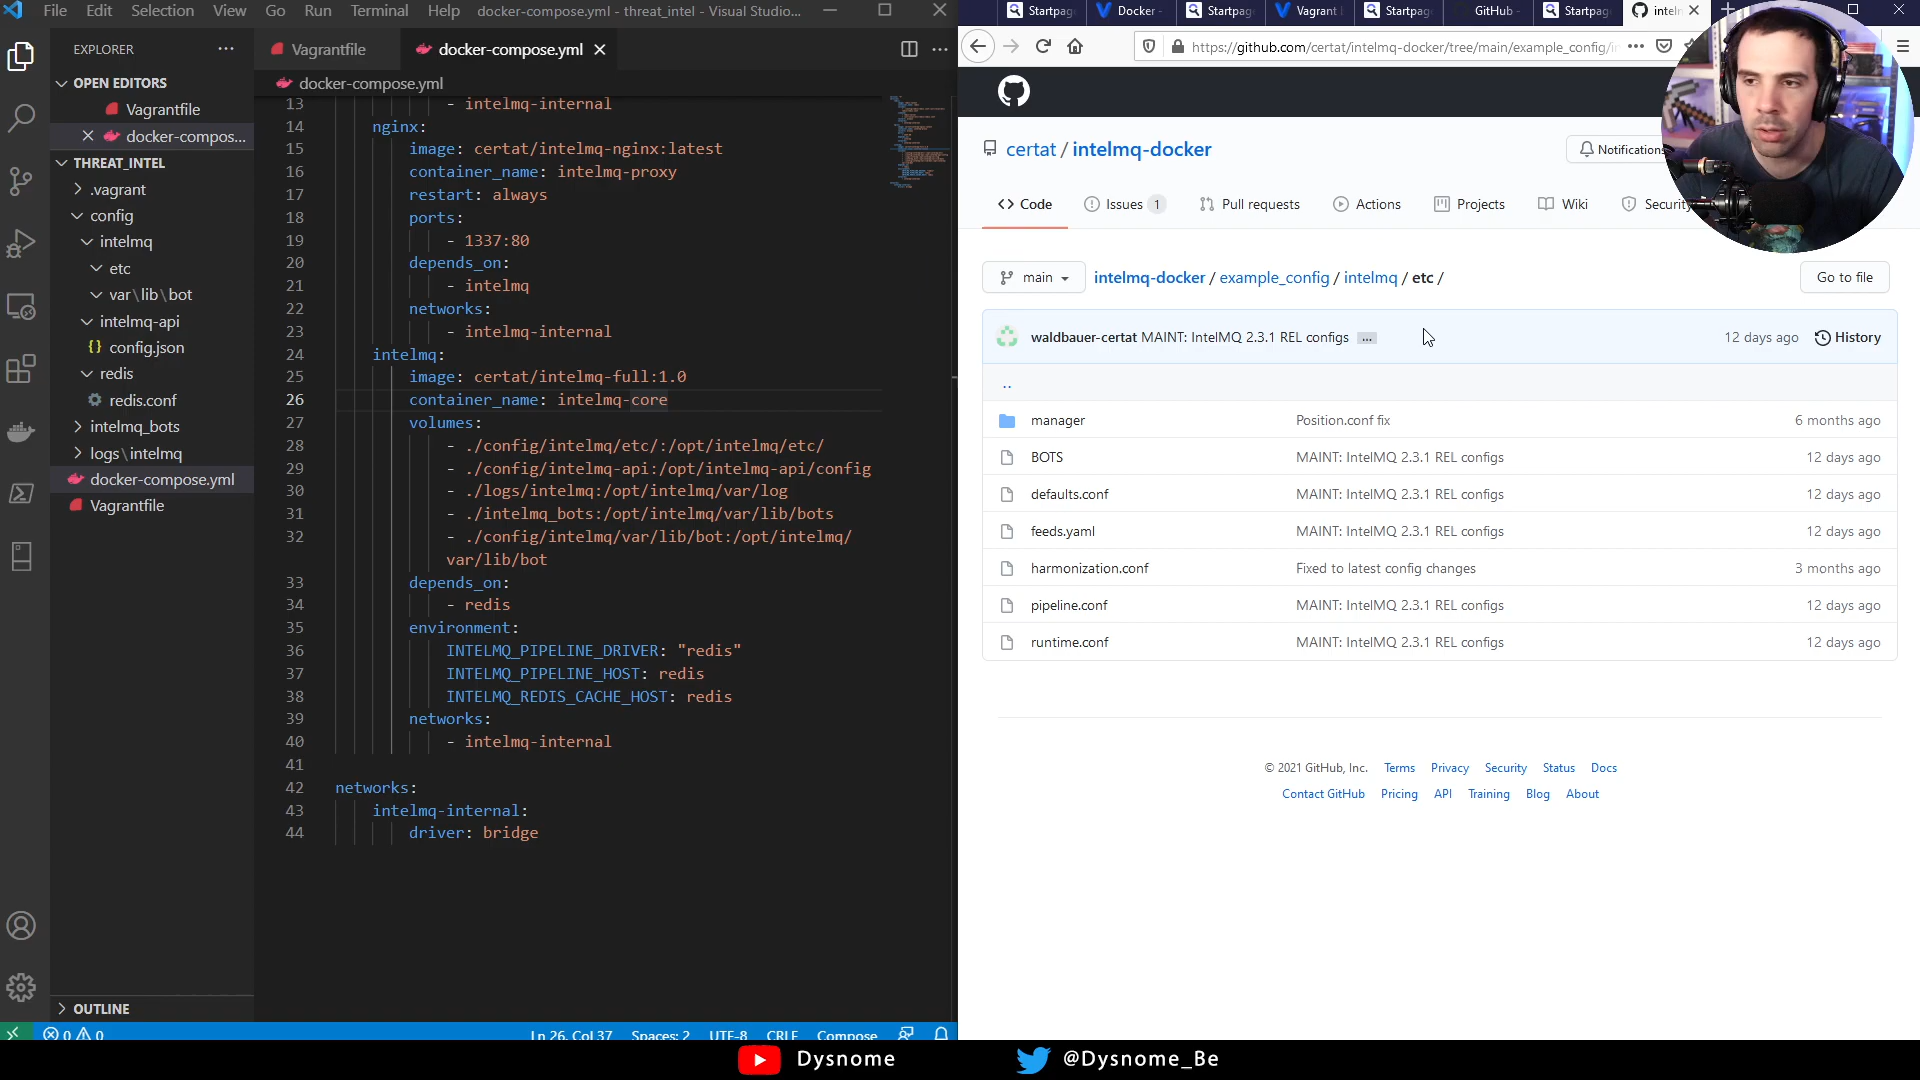 File Edit Selection View Go Run Terminal Help docker-compose.yml - threat_intel - Visual Studio...
EXPLORER ...
OPEN EDITORS
Vagrantfile
docker-compos...
THREAT_INTEL
.vagrant
config
intelmq
etc
var\lib\bot
intelmq-api
{} config.json
redis
redis.conf
intelmq_bots
logs\intelmq
docker-compose.yml
Vagrantfile
OUTLINE
Vagrantfile docker-compose.yml
docker-compose.yml
13 - intelmq-internal
14 nginx:
15 image: certat/intelmq-nginx:latest
16 container_name: intelmq-proxy
17 restart: always
18 ports:
19 - 1337:80
20 depends_on:
21 - intelmq
22 networks:
23 - intelmq-internal
24 intelmq:
25 image: certat/intelmq-full:1.0
26 container_name: intelmq-core
27 volumes:
28 - ./config/intelmq/etc/:/opt/intelmq/etc/
29 - ./config/intelmq-api:/opt/intelmq-api/config
30 - ./logs/intelmq:/opt/intelmq/var/log
31 - ./intelmq_bots:/opt/intelmq/var/lib/bots
32 - ./config/intelmq/var/lib/bot:/opt/intelmq/
var/lib/bot
33 depends_on:
34 - redis
35 environment:
36 INTELMQ_PIPELINE_DRIVER: "redis"
37 INTELMQ_PIPELINE_HOST: redis
38 INTELMQ_REDIS_CACHE_HOST: redis
39 networks:
40 - intelmq-internal
41
42 networks:
43 intelmq-internal:
44 driver: bridge
0 0 Ln 26, Col 37 Spaces: 2 UTF-8 CRLF Compose
Startpag Docker - Startpag Vagrant Startpag GitHub - Startpag intelm
https://github.com/certat/intelmq-docker/tree/main/example_config/in
certat / intelmq-docker
Notifications
Code Issues 1 Pull requests Actions Projects Wiki Security
main intelmq-docker / example_config / intelmq / etc / Go to file
waldbauer-certat MAINT: IntelMQ 2.3.1 REL configs ... 12 days ago History
..
manager Position.conf fix 6 months ago
BOTS MAINT: IntelMQ 2.3.1 REL configs 12 days ago
defaults.conf MAINT: IntelMQ 2.3.1 REL configs 12 days ago
feeds.yaml MAINT: IntelMQ 2.3.1 REL configs 12 days ago
harmonization.conf Fixed to latest config changes 3 months ago
pipeline.conf MAINT: IntelMQ 2.3.1 REL configs 12 days ago
runtime.conf MAINT: IntelMQ 2.3.1 REL configs 12 days ago
© 2021 GitHub, Inc. Terms Privacy Security Status Docs
Contact GitHub Pricing API Training Blog About
Dysnome @Dysnome_Be